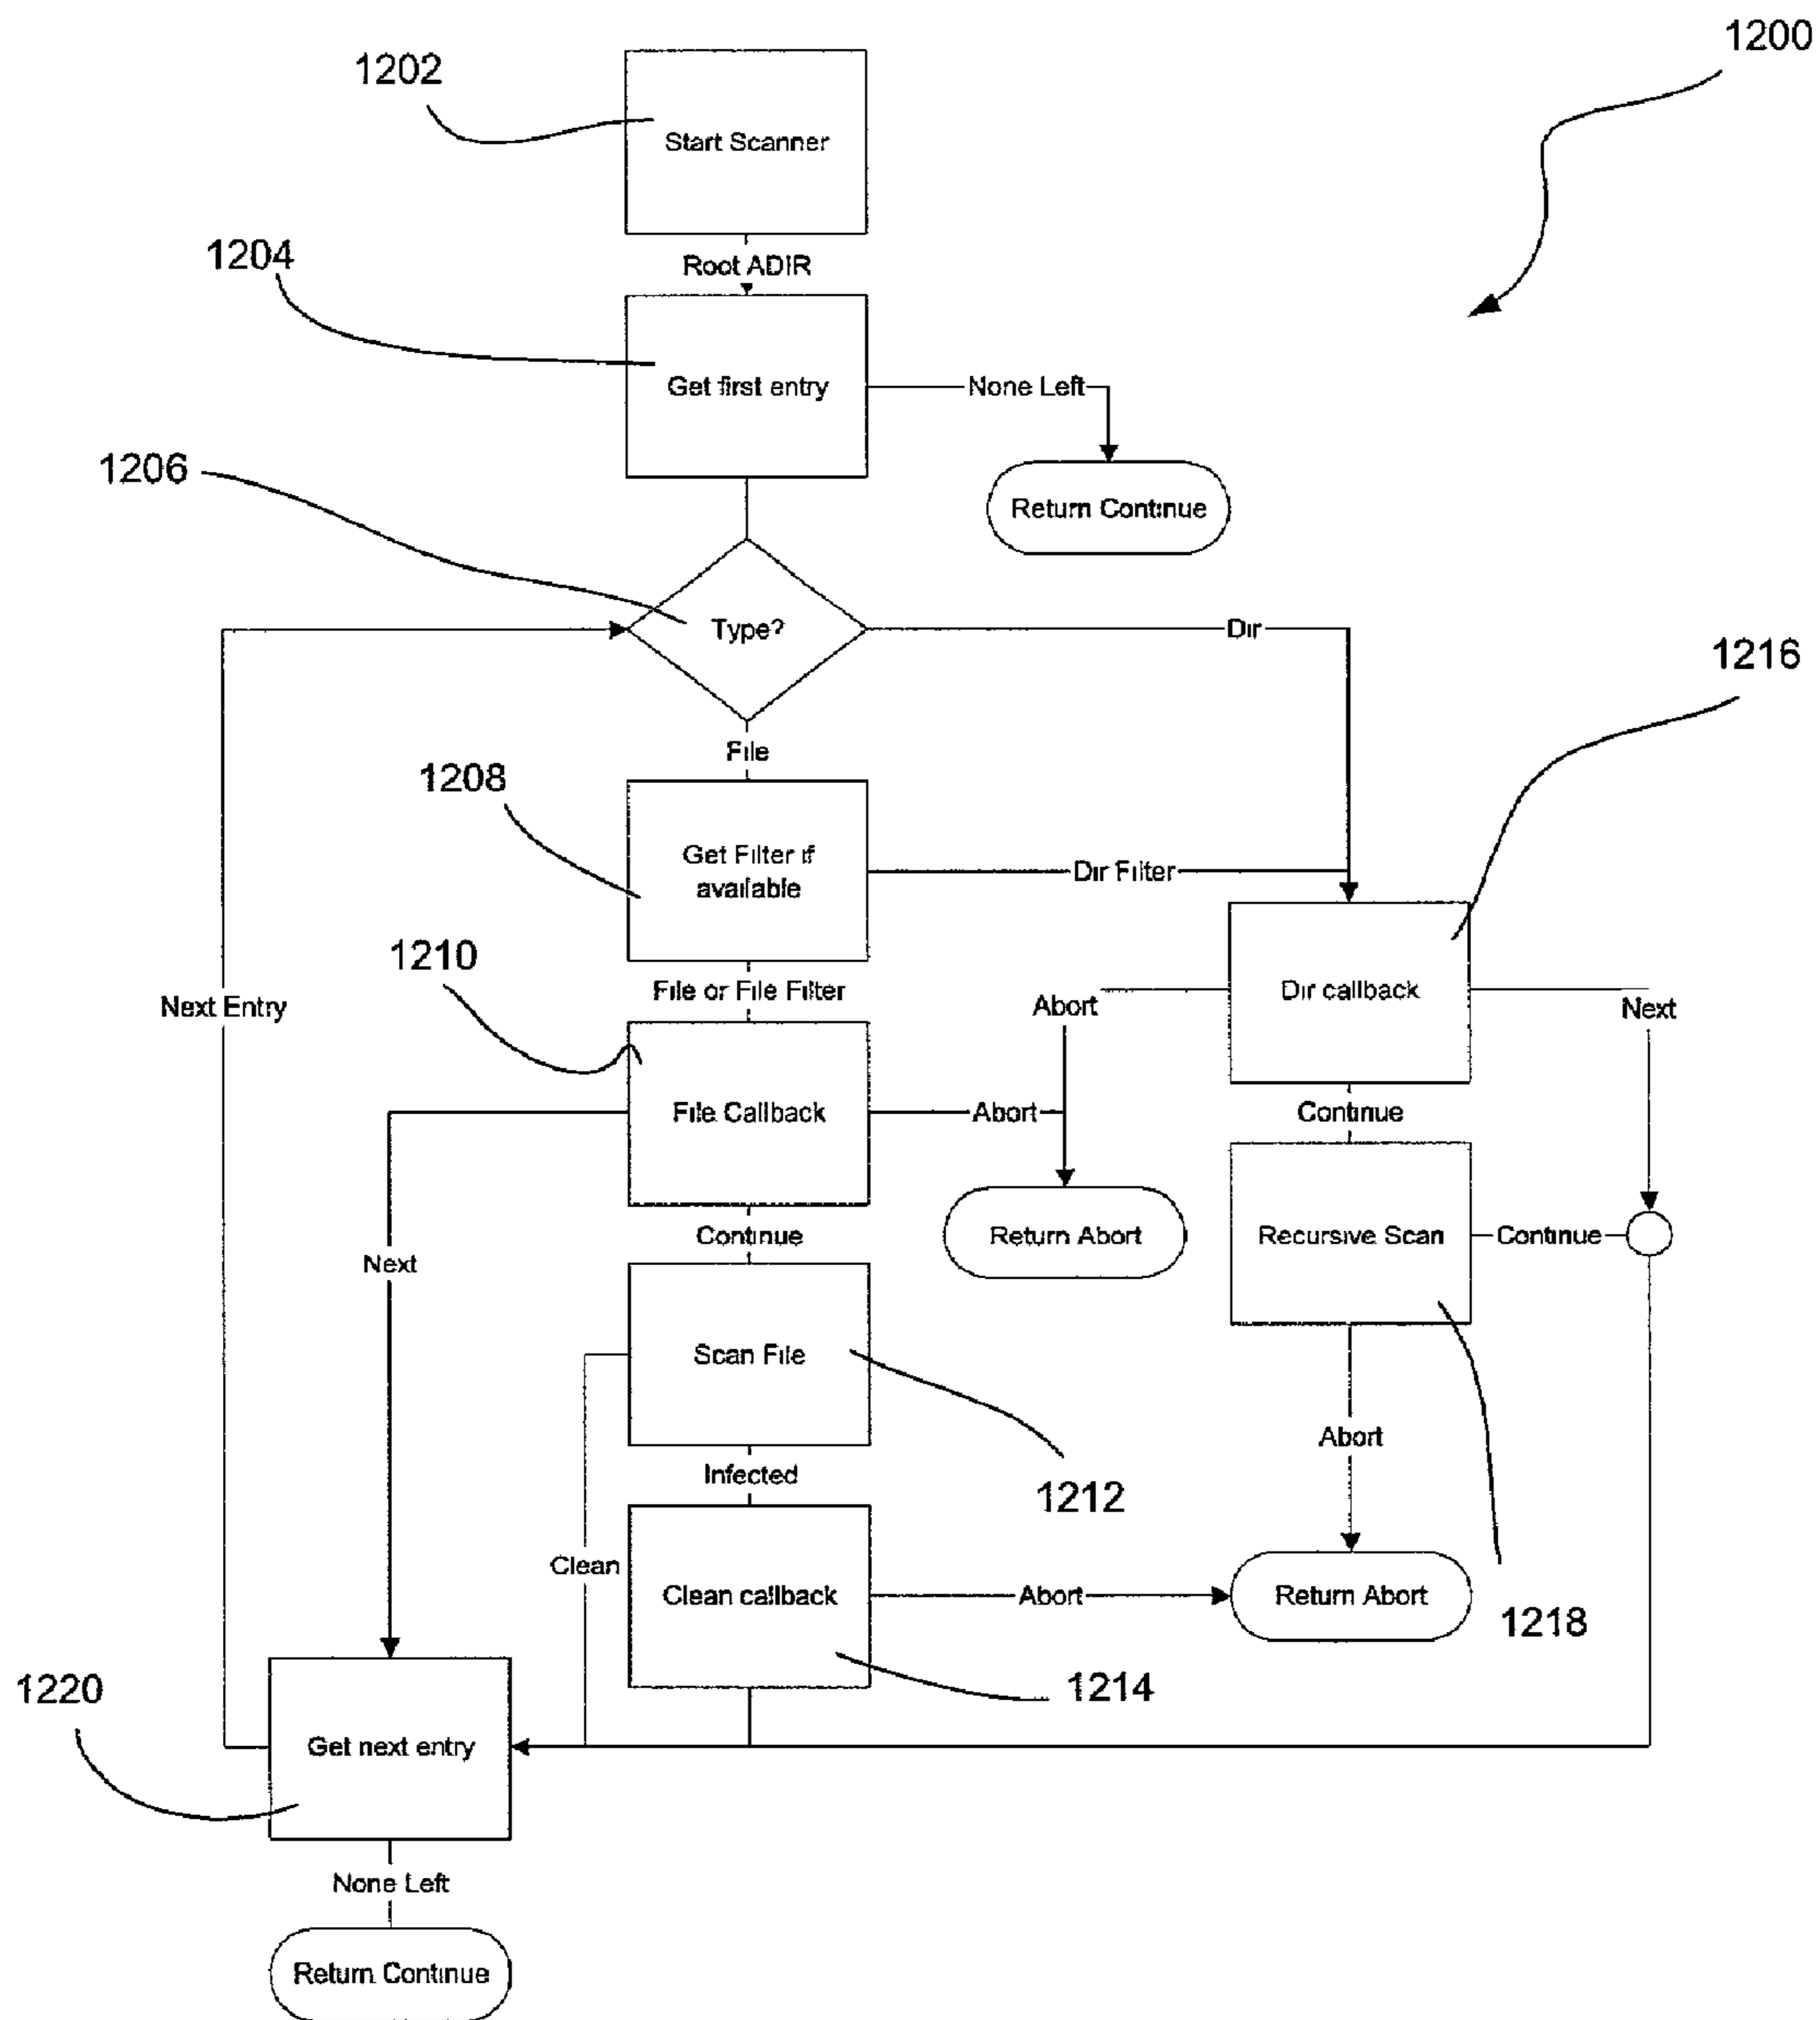 1200
1202
Start Scanner
1204
Root ADIR
Get first entry
None Left
1206
Return Continue
Type?
Dir
1216
File
1208
Get Filter if
available
Dir Filter
1210
File or File Filter
Next Entry
Abort
Dir callback
Next
File Callback
Abort
Continue
Next
Continue
Return Abort
Recursive Scan
Continue
Scan File
Abort
Infected
1212
Clean
Clean callback
Abort
Return Abort
1218
1220
1214
Get next entry
None Left
Return Continue